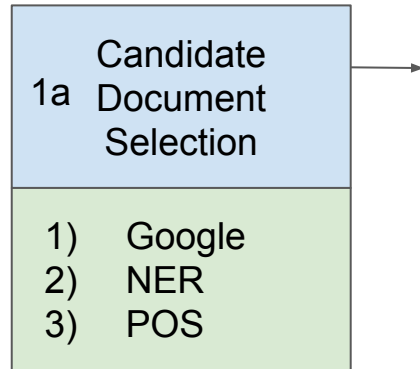 Candidate
1a Document
Selection
1) Google
2) NER
3) POS